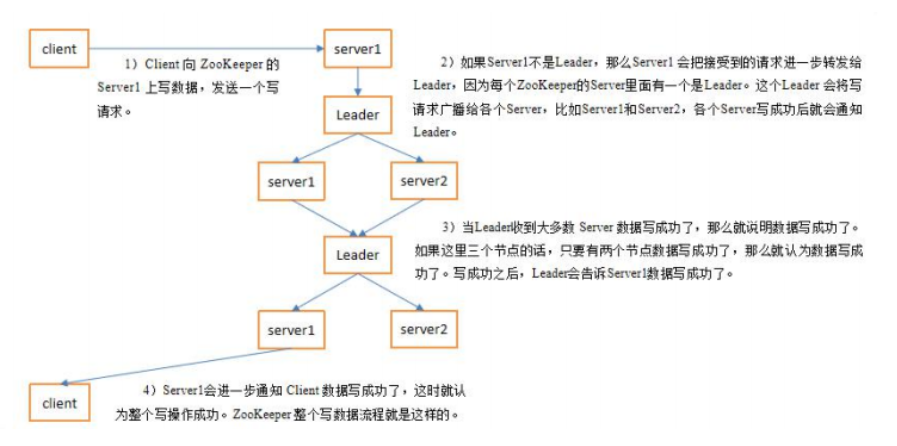 client
server1
1）Client 向 ZooKeeper 的
Server1 上写数据，发送一个写
请求。
2）如果Server1不是Leader，那么Server1 会把接受到的请求进一步转发给
Leader，因为每个ZooKeeper的Server里面有一个是Leader。这个Leader 会将写
请求广播给各个Server，比如Server1和Server2，各个Server写成功后就会通知
Leader。
Leader
server1
server2
3）当Leader收到大多数 Server 数据写成功了，那么就说明数据写成功了。
如果这里三个节点的话，只要有两个节点数据写成功了，那么就认为数据写成
功了。写成功之后，Leader会告诉Server1数据写成功了。
Leader
server1
server2
4）Server1会进一步通知 Client 数据写成功了，这时就认
为整个写操作成功。ZooKeeper 整个写数据流程就是这样的。
client